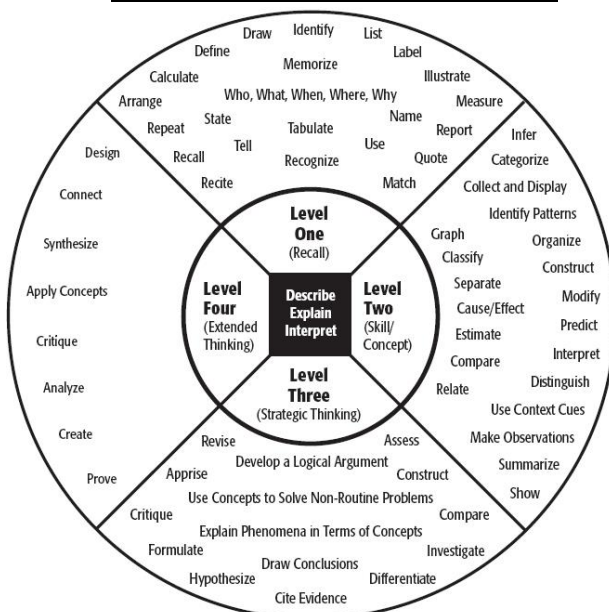 Draw
Identify
List
Define
Label
Memorize
Calculate
Illustrate
Arrange
Who, What, When, Where, Why
Measure
State
Name
Repeat
Tabulate
Report
Tell
Use
Recall
Recognize
Quote
Recite
Match
Level
One
(Recall)
Infer
Categorize
Collect and Display
Identify Patterns
Graph
Organize
Classify
Construct
Separate
Modify
Cause/Effect
Predict
Estimate
Interpret
Compare
Distinguish
Relate
Use Context Cues
Make Observations
Summarize
Show
Level
Two
(Skill/
Concept)
Describe
Explain
Interpret
Level
Three
(Strategic Thinking)
Revise
Assess
Develop a Logical Argument
Apprise
Construct
Use Concepts to Solve Non-Routine Problems
Critique
Compare
Explain Phenomena in Terms of Concepts
Formulate
Investigate
Draw Conclusions
Hypothesize
Differentiate
Cite Evidence
Level
Four
(Extended
Thinking)
Design
Connect
Synthesize
Apply Concepts
Critique
Analyze
Create
Prove